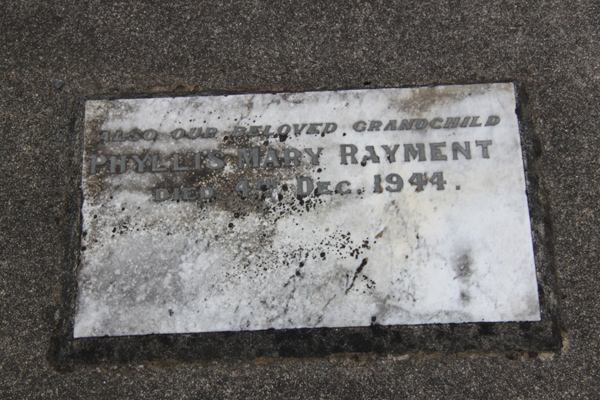 ALSO OUR BELOVED GRANDCHILD
PHYLLIS MARY RAYMENT
DIED 4TH DEC. 1944.